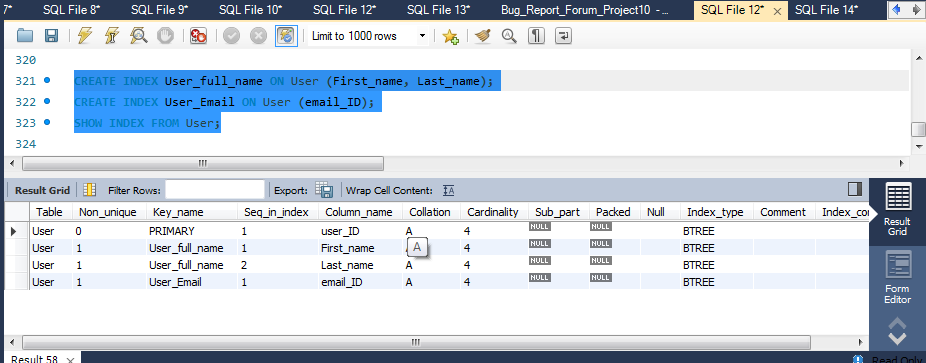 7* SQL File 8* SQL File 9* SQL File 10* SQL File 12* SQL File 13* Bug_Report_Forum_Project10 - SQL File 12* × SQL File 14*
Limit to 1000 rows
320
321 CREATE INDEX User_full_name ON User (First_name, Last_name);
322 CREATE INDEX User_Email ON User (email_ID);
323 SHOW INDEX FROM User;
324
Result Grid Filter Rows: Export: Wrap Cell Content: IA
Table Non_unique Key_name Seq_in_index Column_name Collation Cardinality Sub_part Packed Null Index_type Comment Index_co
User 0 PRIMARY 1 user_ID A 4 NULL NULL BTREE
User 1 User_full_name 1 First_name A 4 NULL NULL BTREE
A
User 1 User_full_name 2 Last_name A 4 NULL NULL BTREE
User 1 User_Email 1 email_ID A 4 NULL NULL BTREE
Result
Grid
Form
Editor
Result 58 × Read Only